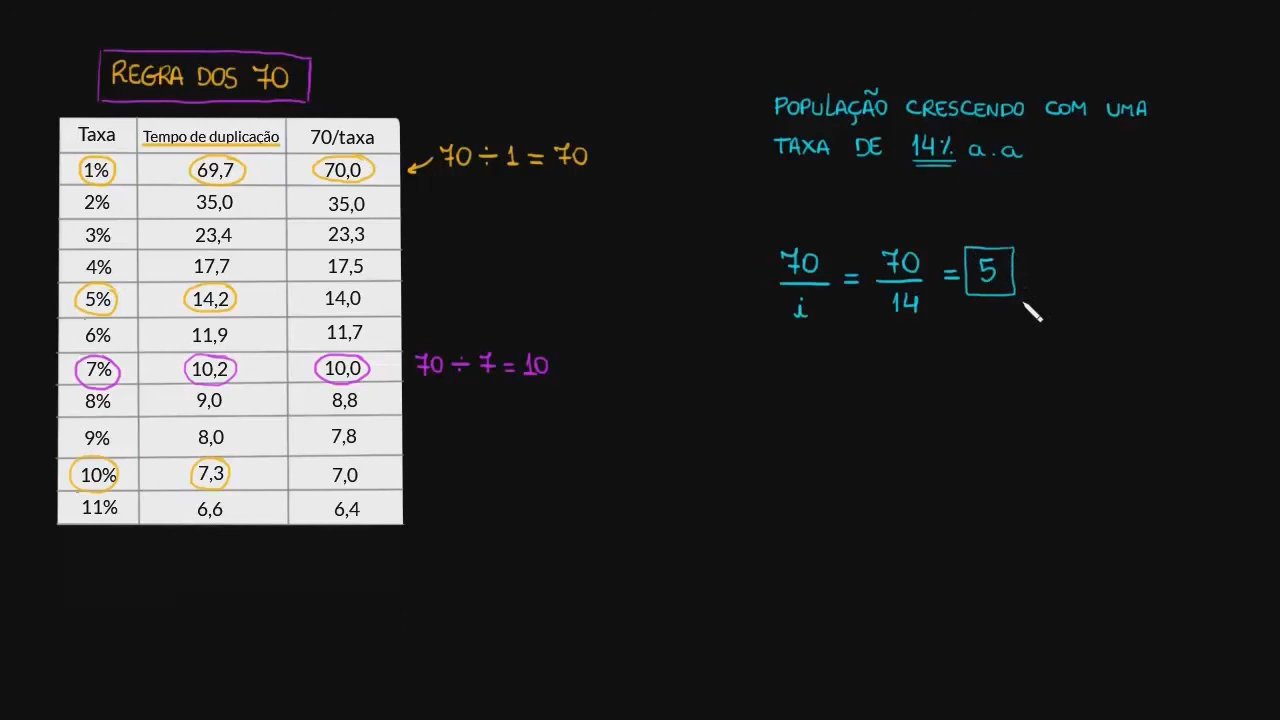 REGRA DOS 70
Taxa Tempo de duplicação 70/taxa
1% 69,7 70,0
2% 35,0 35,0
3% 23,4 23,3
4% 17,7 17,5
5% 14,2 14,0
6% 11,9 11,7
7% 10,2 10,0
8% 9,0 8,8
9% 8,0 7,8
10% 7,3 7,0
11% 6,6 6,4
70 ÷ 1 = 70
70 ÷ 7 = 10
POPULAÇÃO CRESCENDO COM UMA
TAXA DE 14% a.a
70/i = 70/14 = 5